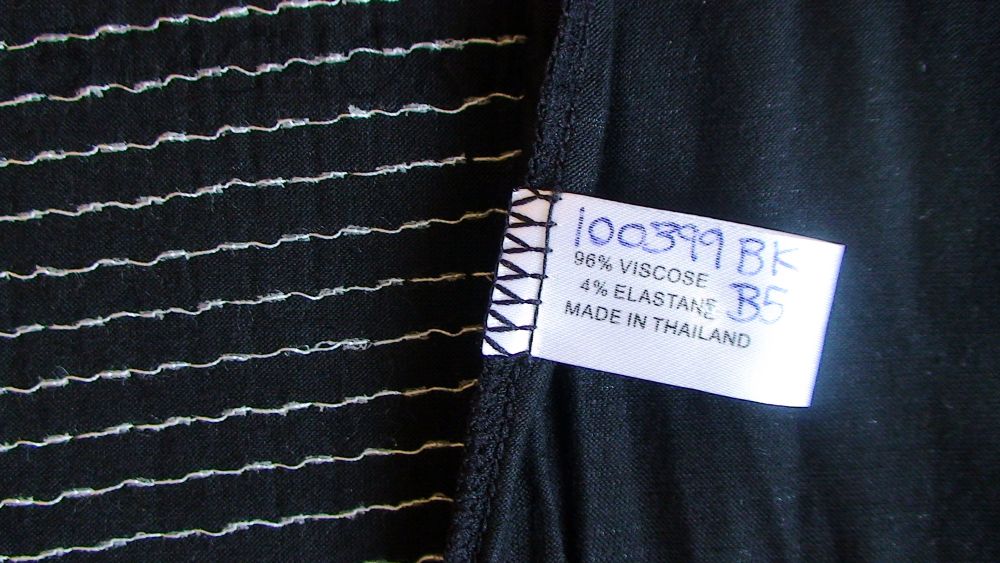 100399 BK
96% VISCOSE
4% ELASTANE B5
MADE IN THAILAND